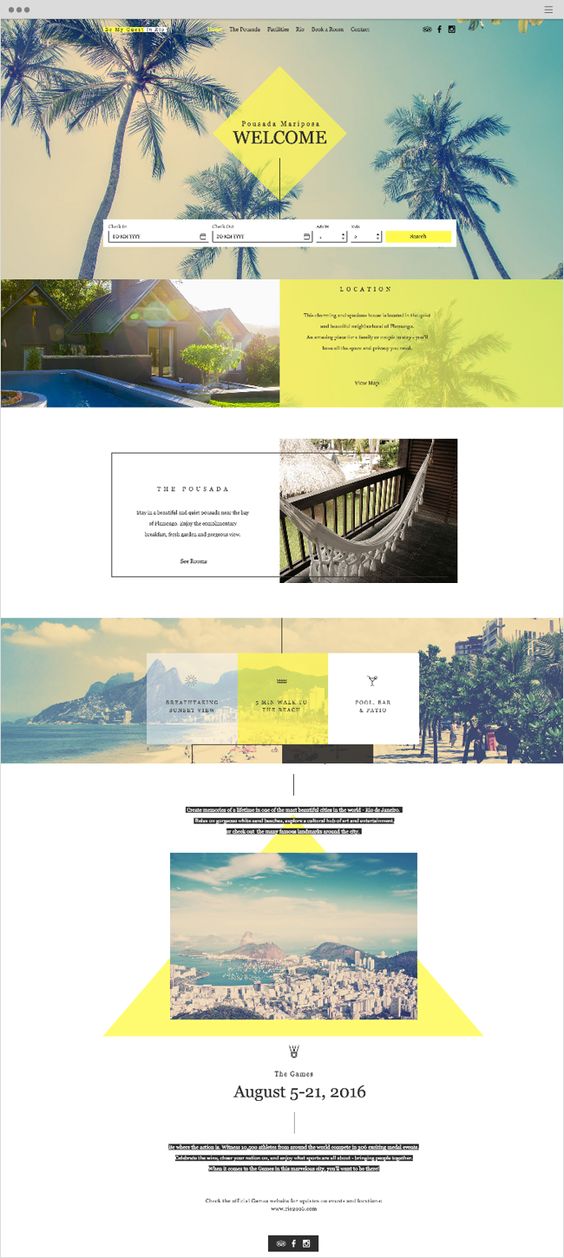 Be My Guest In Rio
Home The Pousada Facilities Rio Book a Room Contact
Pousada Mariposa
WELCOME
Check In Check Out Adults Kids
DD MM YYYY DD MM YYYY Search
LOCATION
This charming and spacious house is located in the quiet
and beautiful neighborhood of Flamengo.
An amazing place for a family or couple to stay - you'll
have all the space and privacy you need.
View Map
THE POUSADA
Stay in a beautiful and quiet pousada near the bay
of Flamengo. Enjoy the complimentary
breakfast, fresh garden and gorgeous view.
See Rooms
BREATHTAKING
SUNSET VIEW
5 MIN WALK TO
THE BEACH
POOL, BAR
& PATIO
Create memories of a lifetime in one of the most beautiful cities in the world - Rio de Janeiro.
Relax on gorgeous white sand beaches, explore a cultural hub of art and entertainment,
or check out the many famous landmarks around the city.
The Games
August 5-21, 2016
Be where the action is. Witness 10,500 athletes from around the world compete in 306 exciting medal events.
Celebrate the wins, cheer your nation on, and enjoy what sports are all about - bringing people together.
When it comes to the Games in this marvelous city, you'll want to be there!
Check the official Games website for updates on events and locations:
www.rio2016.com